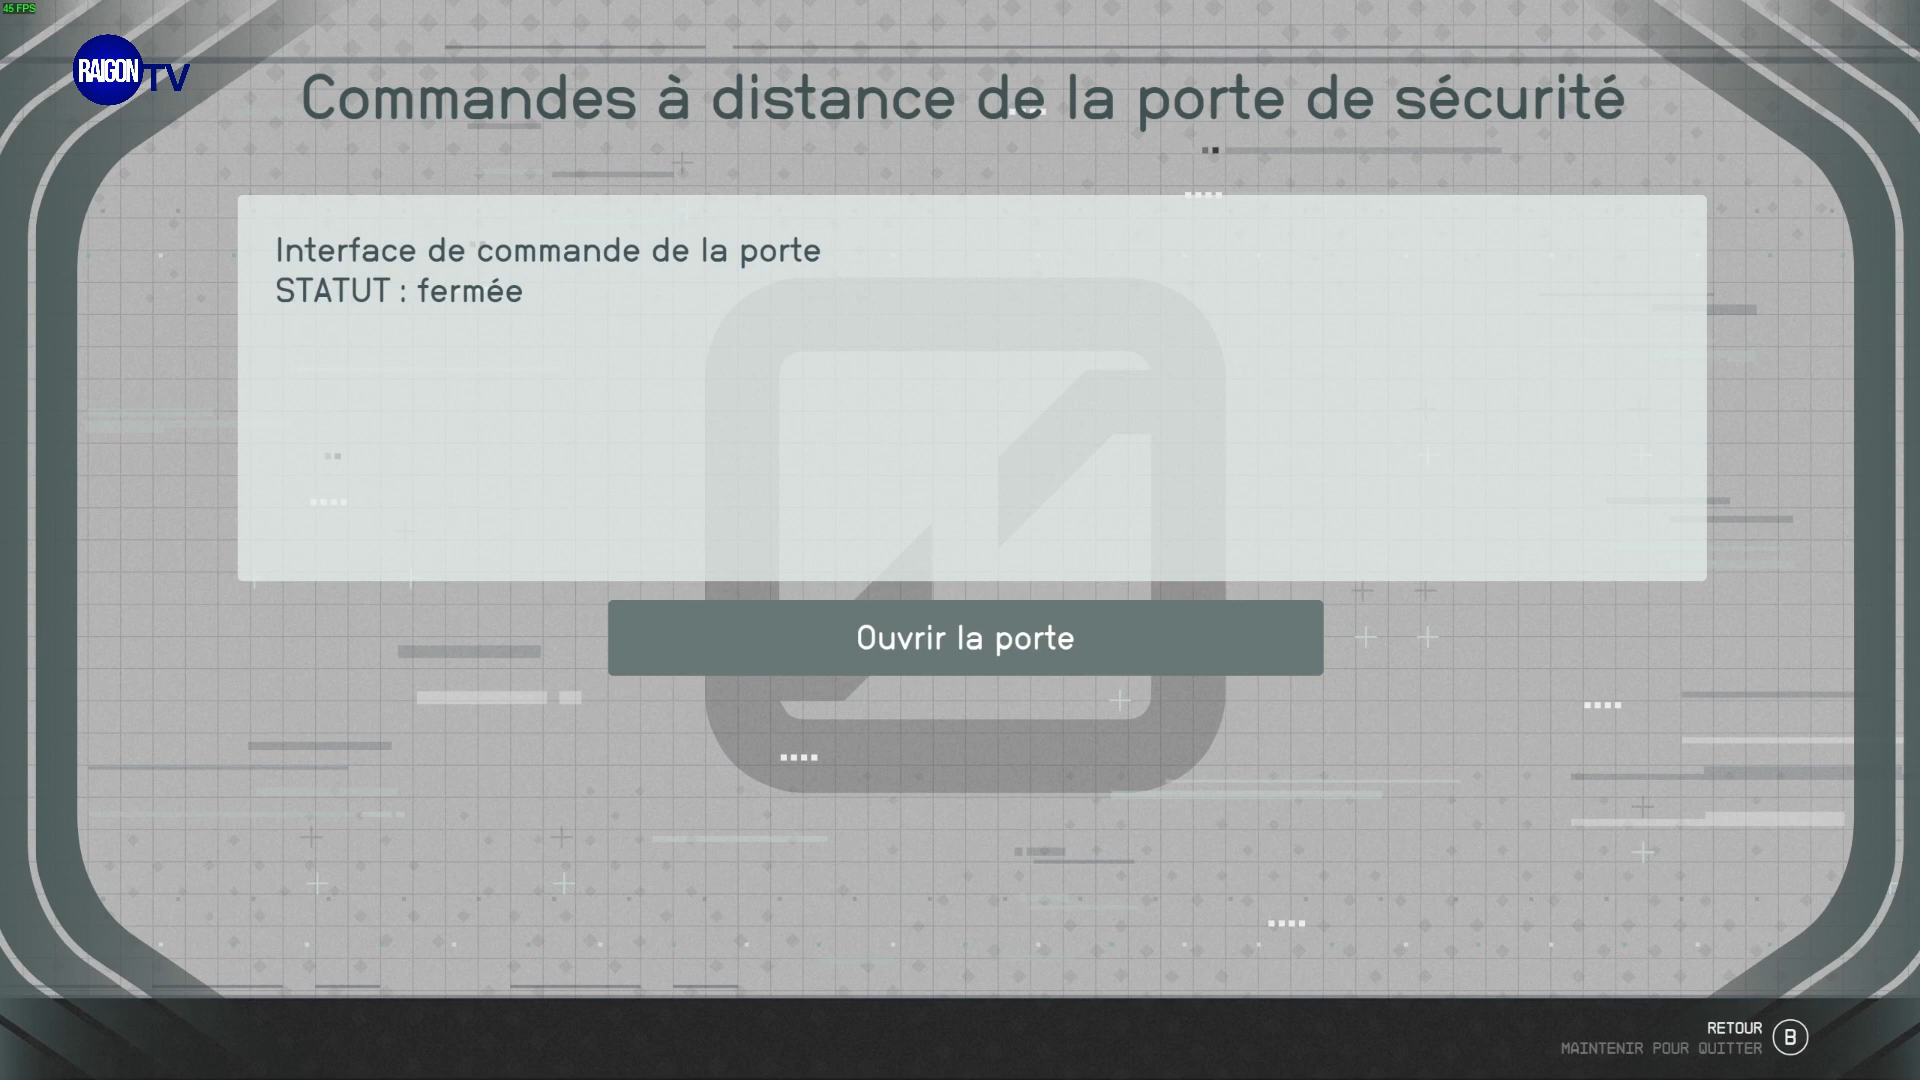 45 FPS
RAIGON TV
Commandes à distance de la porte de sécurité
Interface de commande de la porte
STATUT : fermée
Ouvrir la porte
RETOUR
MAINTENIR POUR QUITTER
B